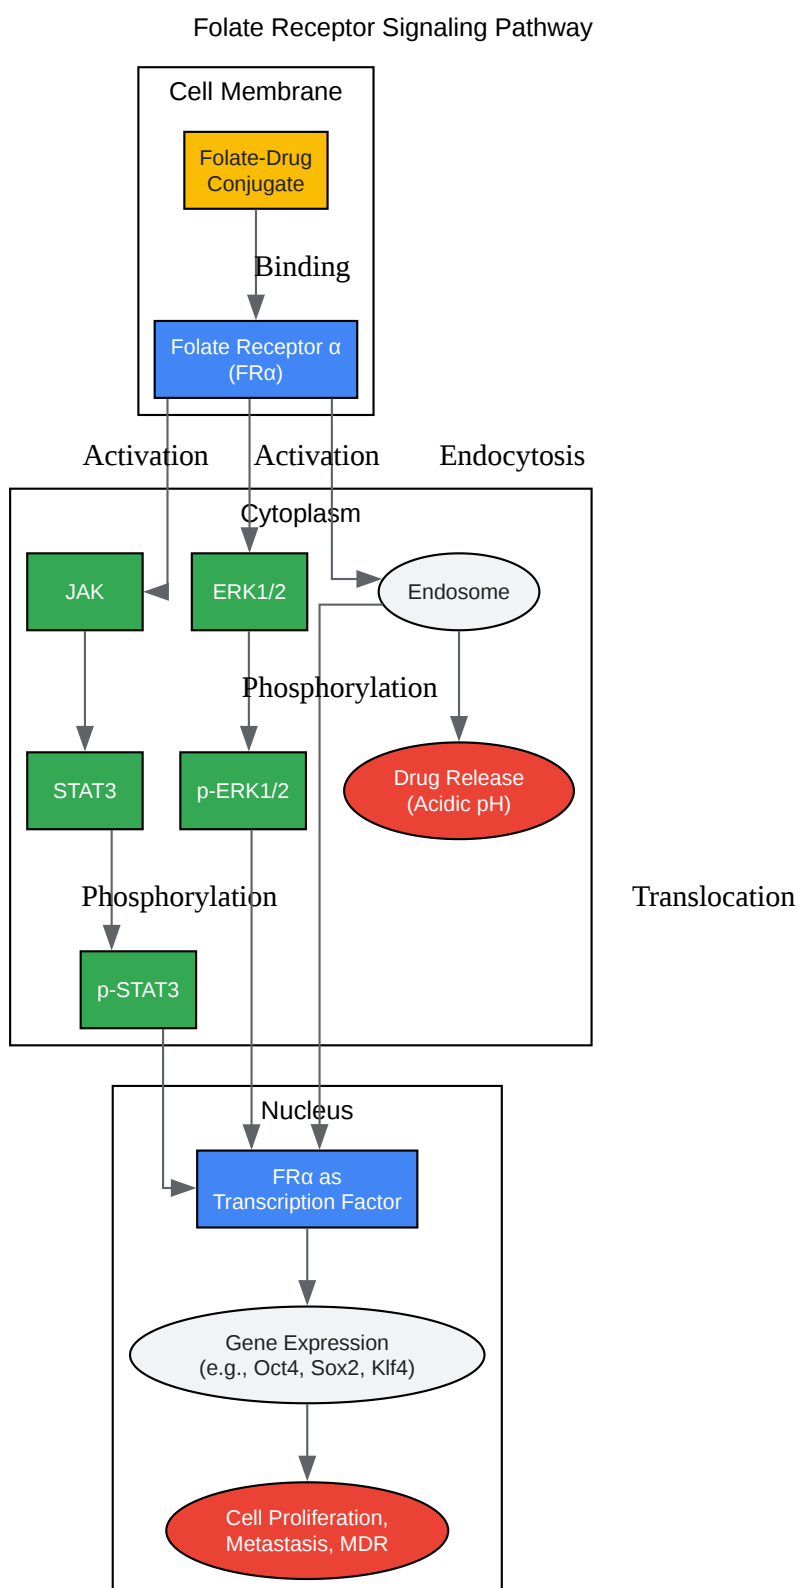 Folate Receptor Signaling Pathway
Cell Membrane
Folate-Drug
Conjugate
Binding
Folate Receptor α
(FRα)
Activation
Activation
Endocytosis
Cytoplasm
JAK
ERK1/2
Endosome
Phosphorylation
STAT3
p-ERK1/2
Drug Release
(Acidic pH)
Phosphorylation
Translocation
p-STAT3
Nucleus
FRα as
Transcription Factor
Gene Expression
(e.g., Oct4, Sox2, Klf4)
Cell Proliferation,
Metastasis, MDR